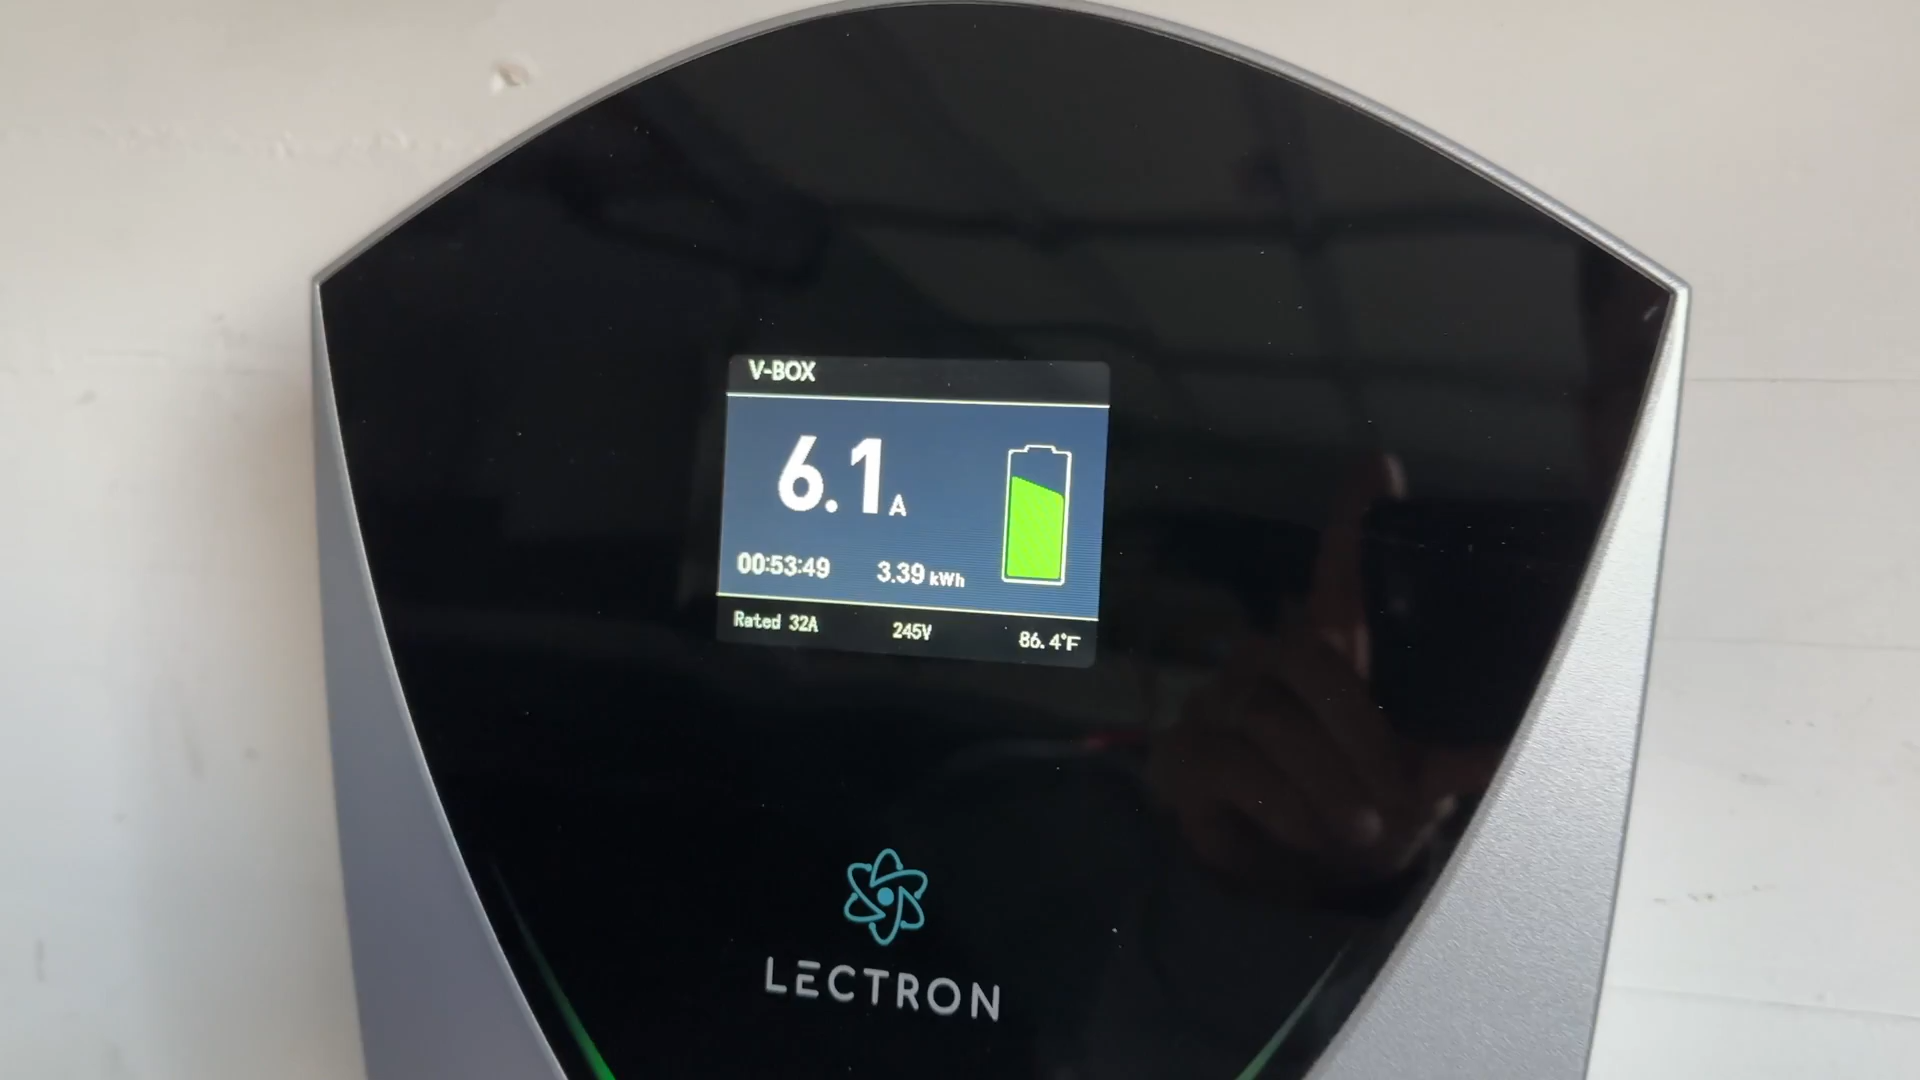 V-BOX
6.1A
00:53:49 3.39 kWh
Rated 32A 245V 86.4°F
LECTRON